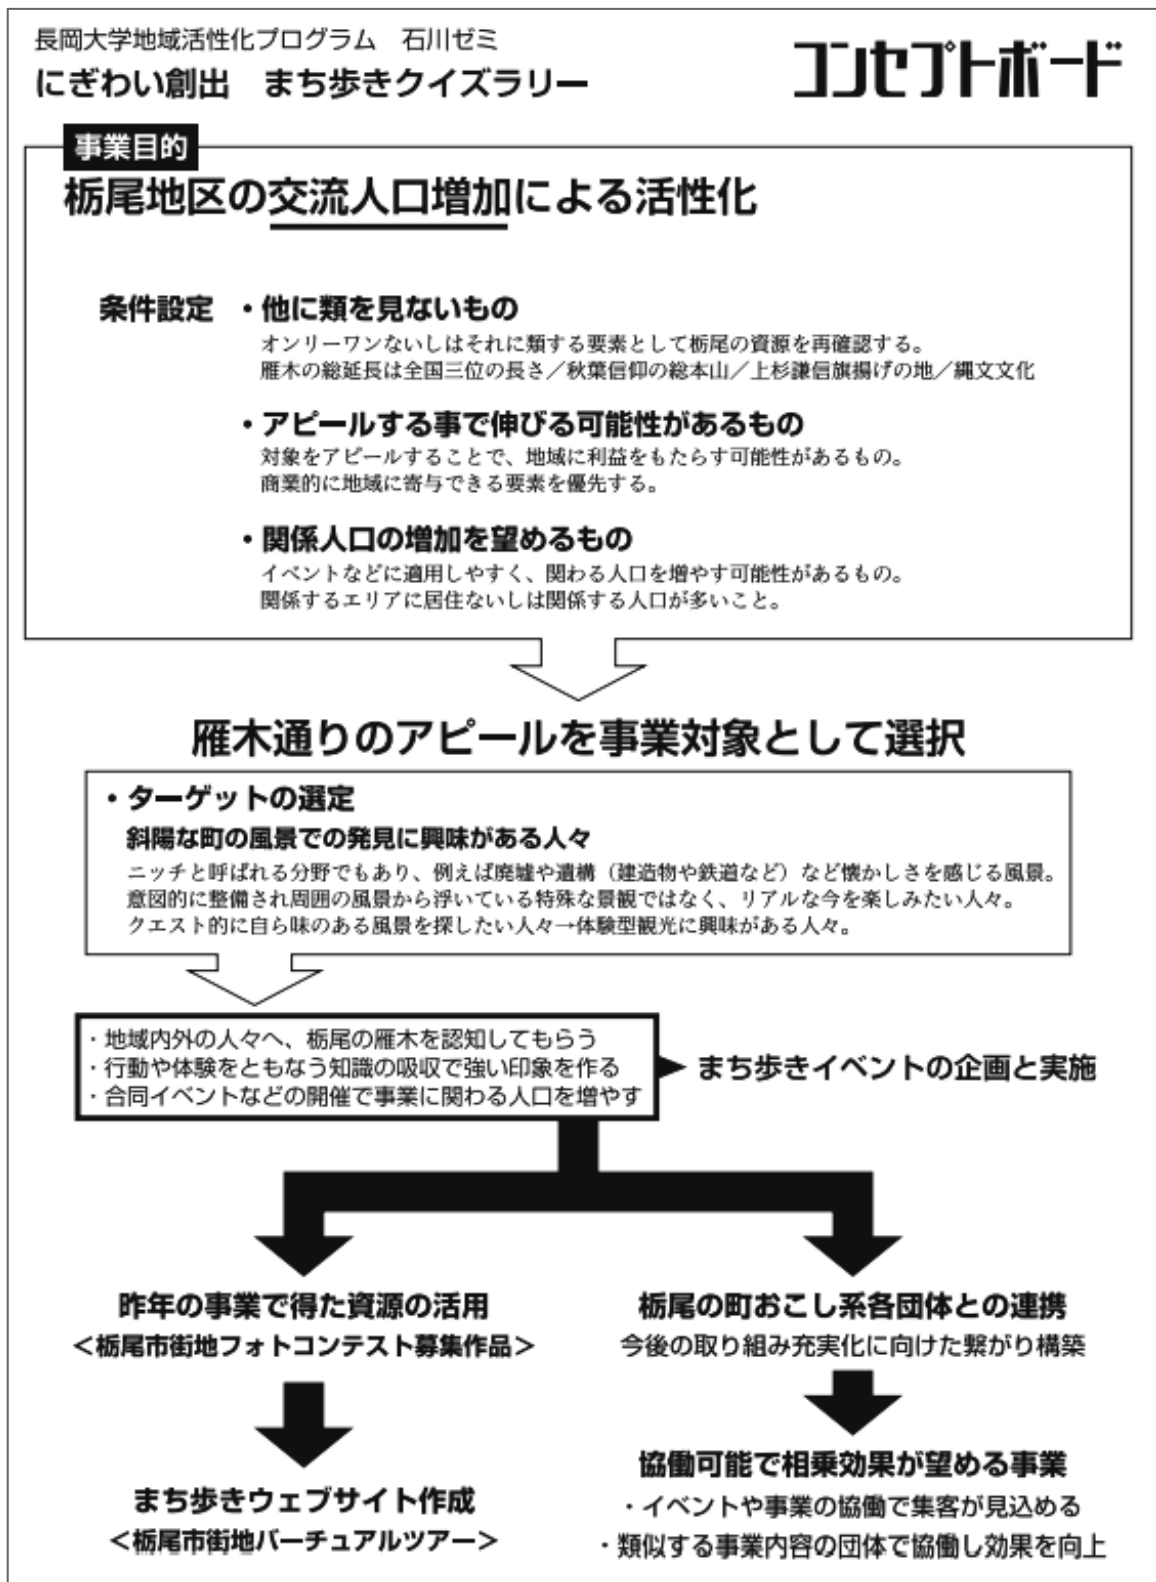 長岡大学地域活性化プログラム　石川ゼミ
にぎわい創出　まち歩きクイズラリー
コンセプトボード
事業目的
栃尾地区の交流人口増加による活性化
条件設定
・他に類を見ないもの
オンリーワンないしはそれに類する要素として栃尾の資源を再確認する。
雁木の総延長は全国三位の長さ／秋葉信仰の総本山／上杉謙信旗揚げの地／縄文文化
・アピールする事で伸びる可能性があるもの
対象をアピールすることで、地域に利益をもたらす可能性があるもの。
商業的に地域に寄与できる要素を優先する。
・関係人口の増加を望めるもの
イベントなどに適用しやすく、関わる人口を増やす可能性があるもの。
関係するエリアに居住ないしは関係する人口が多いこと。
雁木通りのアピールを事業対象として選択
・ターゲットの選定
斜陽な町の風景での発見に興味がある人々
ニッチと呼ばれる分野でもあり、例えば廃墟や遺構（建造物や鉄道など）など懐かしさを感じる風景。
意図的に整備され周囲の風景から浮いている特殊な景観ではなく、リアルな今を楽しみたい人々。
クエスト的に自ら味のある風景を探したい人々→体験型観光に興味がある人々。
・地域内外の人々へ、栃尾の雁木を認知してもらう
・行動や体験をともなう知識の吸収で強い印象を作る
・合同イベントなどの開催で事業に関わる人口を増やす
まち歩きイベントの企画と実施
昨年の事業で得た資源の活用
＜栃尾市街地フォトコンテスト募集作品＞
まち歩きウェブサイト作成
＜栃尾市街地バーチュアルツアー＞
栃尾の町おこし系各団体との連携
今後の取り組み充実化に向けた繋がり構築
協働可能で相乗効果が望める事業
・イベントや事業の協働で集客が見込める
・類似する事業内容の団体で協働し効果を向上